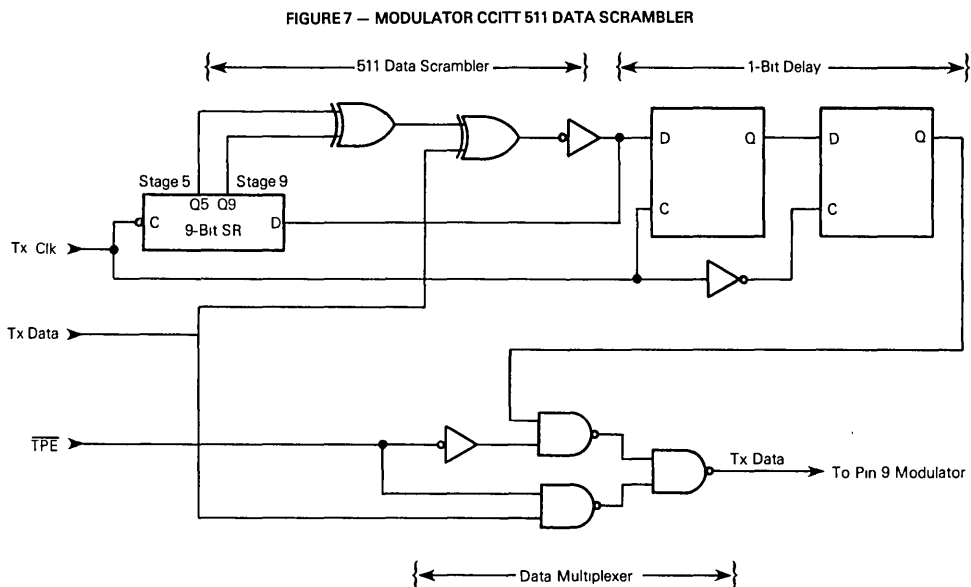 FIGURE 7 — MODULATOR CCITT 511 DATA SCRAMBLER
511 Data Scrambler
1-Bit Delay
D
Q
D
Q
Stage 5
Stage 9
Q5 Q9
C
9-Bit SR
D
C
C
Tx Clk
Tx Data
TPE
Tx Data
To Pin 9 Modulator
Data Multiplexer